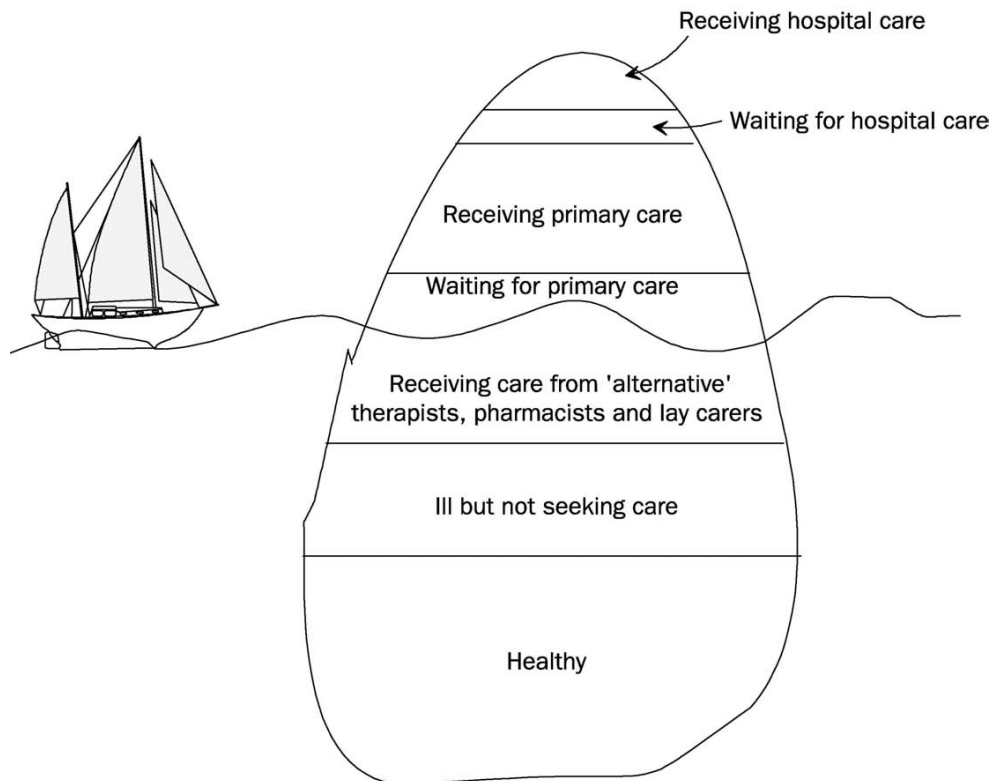 Receiving hospital care
Waiting for hospital care
Receiving primary care
Waiting for primary care
Receiving care from 'alternative'
therapists, pharmacists and lay carers
Ill but not seeking care
Healthy